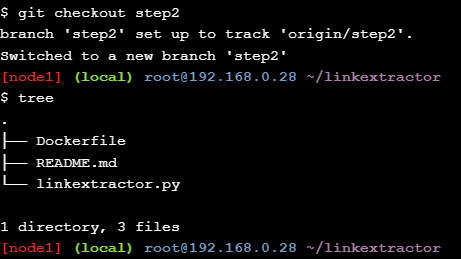 $ git checkout step2
branch 'step2' set up to track 'origin/step2'.
Switched to a new branch 'step2'
[node1] (local) root@192.168.0.28 ~/linkextractor
$ tree
.
├── Dockerfile
├── README.md
└── linkextractor.py
1 directory, 3 files
[node1] (local) root@192.168.0.28 ~/linkextractor